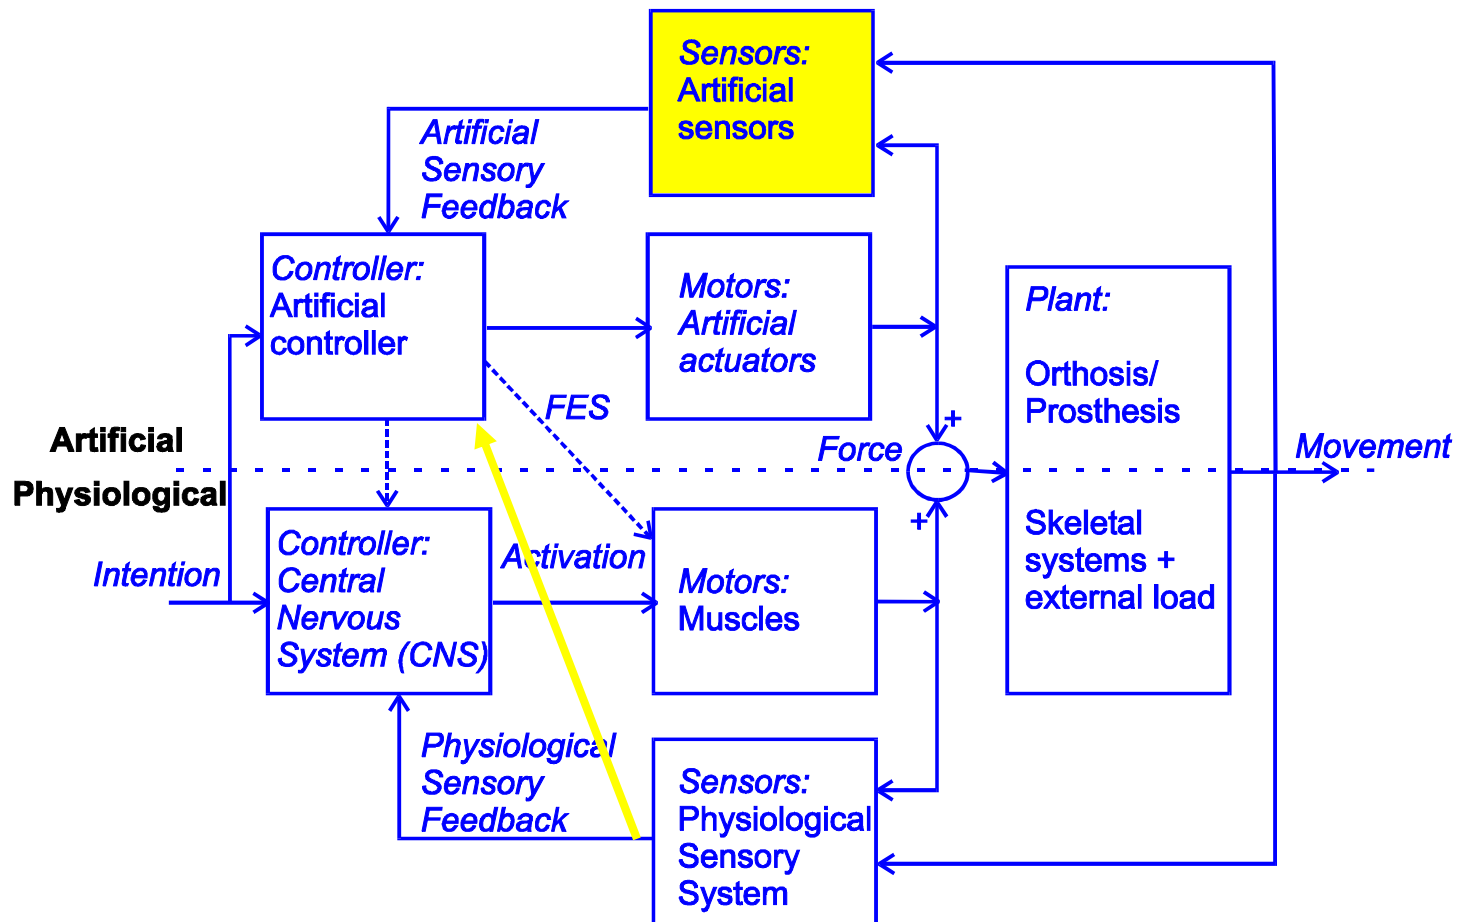 Sensors:
Artificial
sensors
Artificial
Sensory
Feedback
Controller:
Artificial
controller
Motors:
Artificial
actuators
Plant:
Orthosis/
Prosthesis
Skeletal
systems +
external load
FES
Artificial
Physiological
Force
+
+
Movement
Intention
Controller:
Central
Nervous
System (CNS)
Activation
Motors:
Muscles
Physiological
Sensory
Feedback
Sensors:
Physiological
Sensory
System